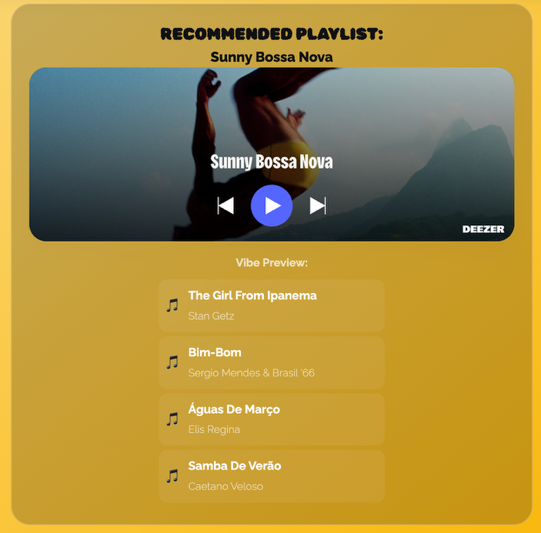 RECOMMENDED PLAYLIST:
Sunny Bossa Nova
Sunny Bossa Nova
DEEZER
Vibe Preview:
The Girl From Ipanema
Stan Getz
Bim-Bom
Sergio Mendes & Brasil '66
Águas De Março
Elis Regina
Samba De Verão
Caetano Veloso